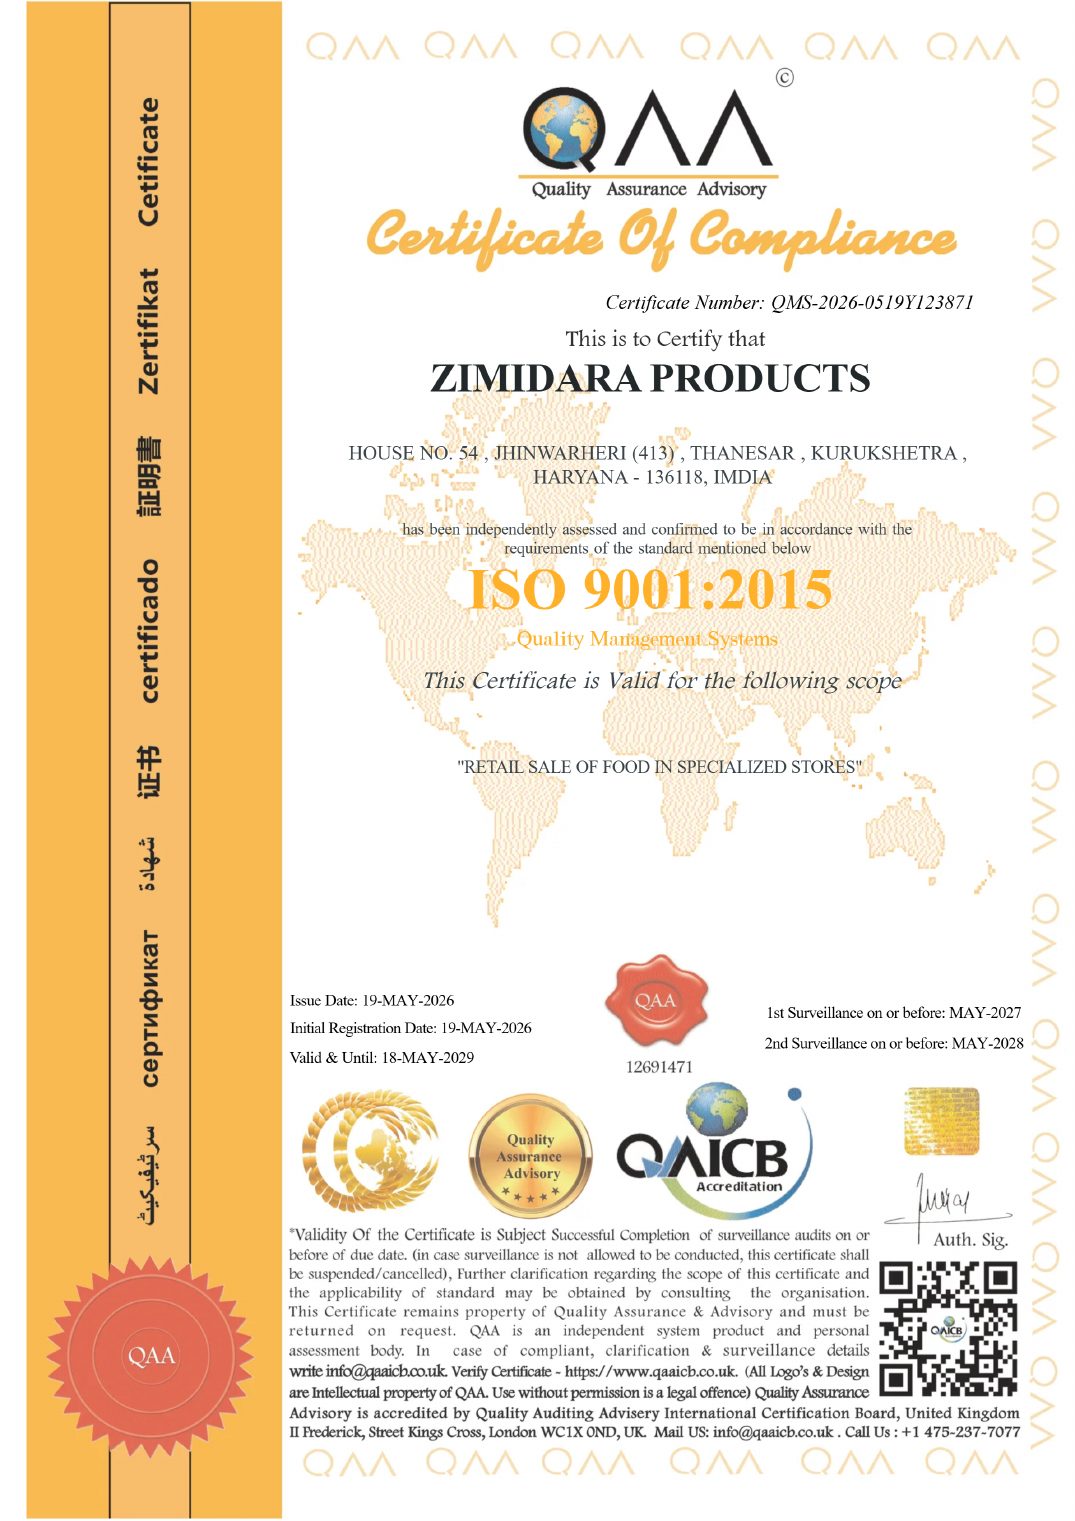 QAA QAA QAA QAA QAA QAA
©
QAA
Quality Assurance Advisory
Certificate Of Compliance
Certificate Number: QMS-2026-0519Y123871
This is to Certify that
ZIMIDARA PRODUCTS
HOUSE NO. 54 , JHINWARHERI (413) , THANESAR , KURUKSHETRA ,
HARYANA - 136118, IMDIA
has been independently assessed and confirmed to be in accordance with the
requirements of the standard mentioned below
ISO 9001:2015
Quality Management Systems
This Certificate is Valid for the following scope
"RETAIL SALE OF FOOD IN SPECIALIZED STORES"
Issue Date: 19-MAY-2026
Initial Registration Date: 19-MAY-2026
Valid & Until: 18-MAY-2029
QAA
12691471
1st Surveillance on or before: MAY-2027
2nd Surveillance on or before: MAY-2028
Quality
Assurance
Advisory
QAAICB
Accreditation
Auth. Sig.
*Validity Of the Certificate is Subject Successful Completion of surveillance audits on or
before of due date. (in case surveillance is not allowed to be conducted, this certificate shall
be suspended/cancelled), Further clarification regarding the scope of this certificate and
the applicability of standard may be obtained by consulting the organisation.
This Certificate remains property of Quality Assurance & Advisory and must be
returned on request. QAA is an independent system product and personal
assessment body. In case of compliant, clarification & surveillance details
write info@qaaicb.co.uk. Verify Certificate - https://www.qaaicb.co.uk. (All Logo's & Design
are Intellectual property of QAA. Use without permission is a legal offence) Quality Assurance
Advisory is accredited by Quality Auditing Advisery International Certification Board, United Kingdom
II Frederick, Street Kings Cross, London WC1X 0ND, UK. Mail US: info@qaaicb.co.uk . Call Us : +1 475-237-7077
QAAICB
QAA QAA QAA QAA QAA QAA
QAA
QAA
QAA
QAA
QAA
QAA
QAA
QAA
QAA
QAA
Cetificate
Zertifikat
証明書
certificado
证书
شهادة
сертификат
سرٹیفیکیٹ
QAA